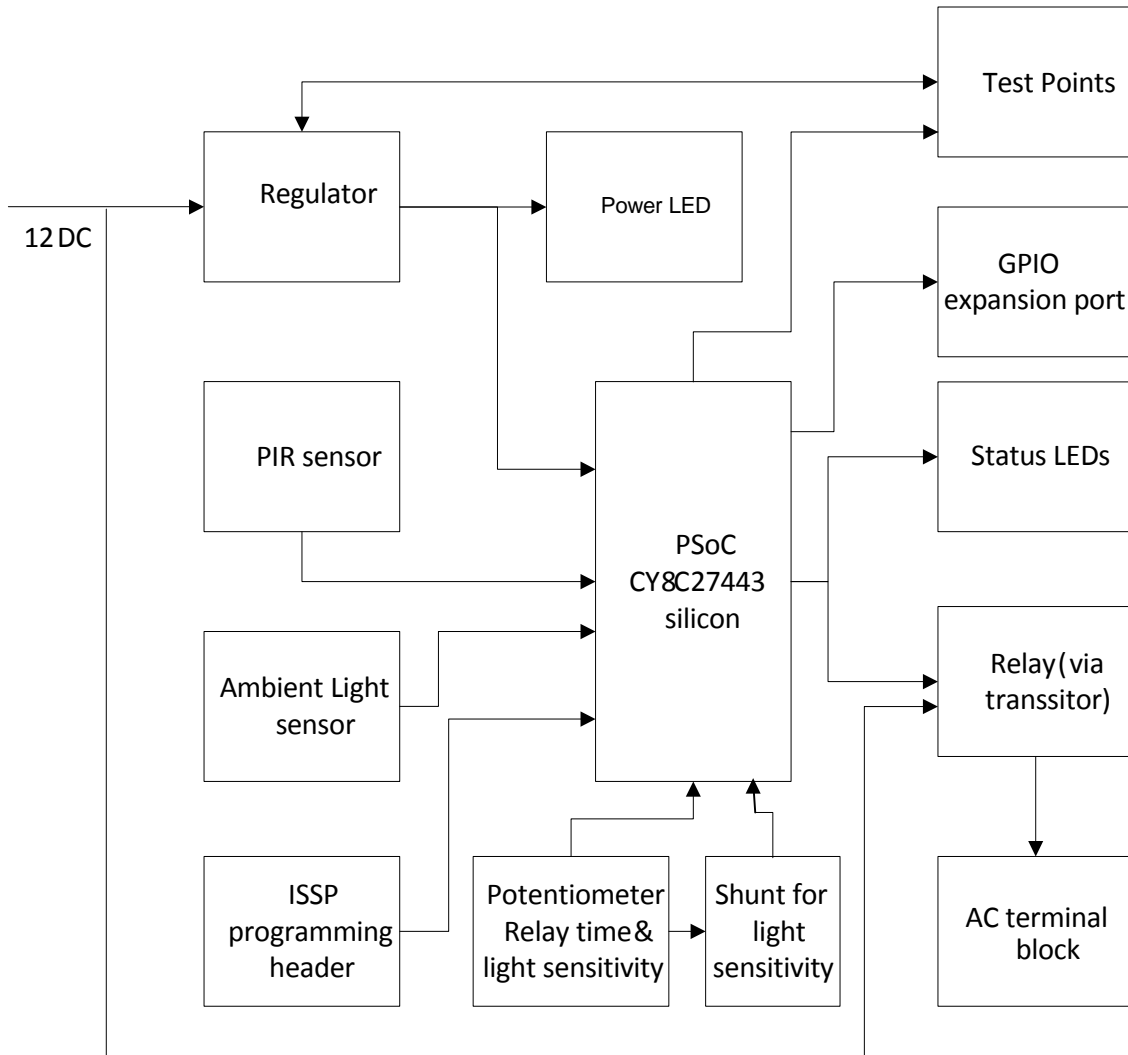 Test Points
Regulator
Power LED
12 DC
GPIO
expansion port
PIR sensor
Status LEDs
PSoC
CY8C27443
silicon
Ambient Light
sensor
Relay(via
transsitor)
ISSP
programming
header
Potentiometer
Relay time&
light sensitivity
Shunt for
light
sensitivity
AC terminal
block